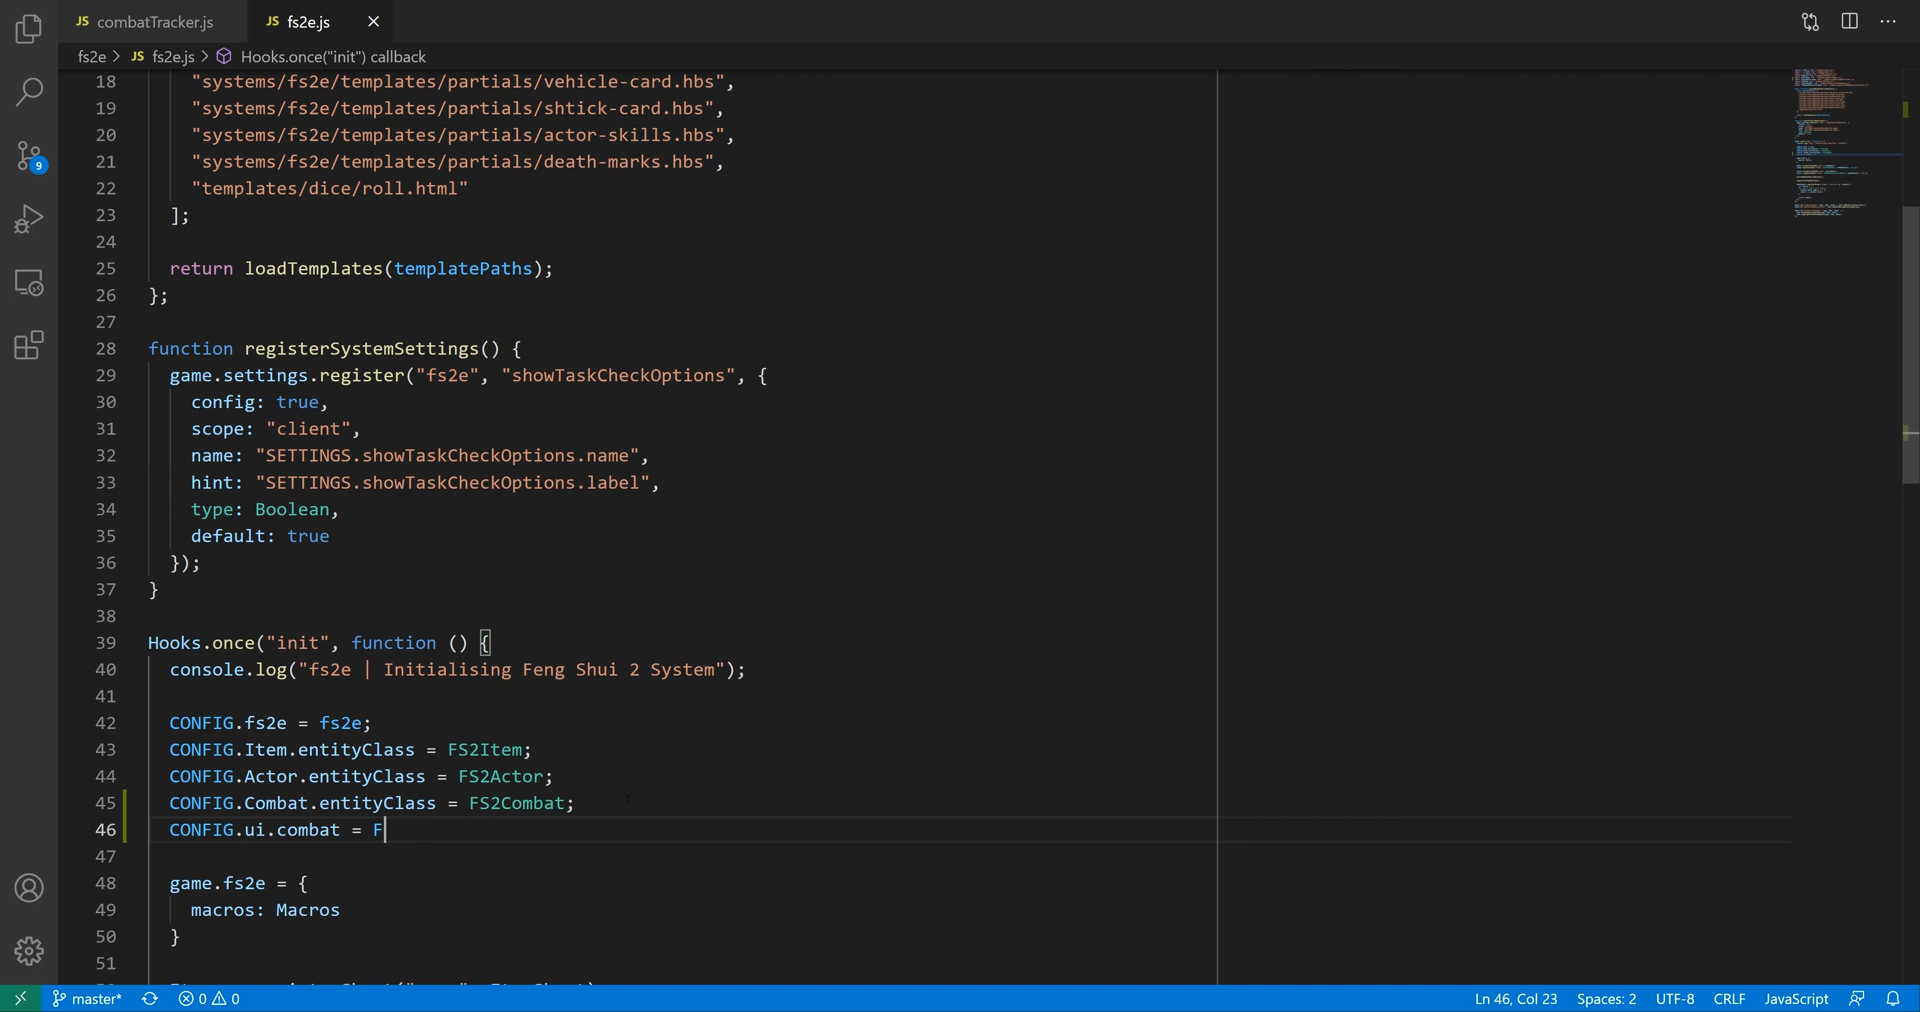 JS combatTracker.js
JS fs2e.js
fs2e > JS fs2e.js > Hooks.once("init") callback
18 "systems/fs2e/templates/partials/vehicle-card.hbs",
19 "systems/fs2e/templates/partials/shtick-card.hbs",
20 "systems/fs2e/templates/partials/actor-skills.hbs",
21 "systems/fs2e/templates/partials/death-marks.hbs",
22 "templates/dice/roll.html"
23 ];
24
25 return loadTemplates(templatePaths);
26 };
27
28 function registerSystemSettings() {
29 game.settings.register("fs2e", "showTaskCheckOptions", {
30 config: true,
31 scope: "client",
32 name: "SETTINGS.showTaskCheckOptions.name",
33 hint: "SETTINGS.showTaskCheckOptions.label",
34 type: Boolean,
35 default: true
36 });
37 }
38
39 Hooks.once("init", function () {
40 console.log("fs2e | Initialising Feng Shui 2 System");
41
42 CONFIG.fs2e = fs2e;
43 CONFIG.Item.entityClass = FS2Item;
44 CONFIG.Actor.entityClass = FS2Actor;
45 CONFIG.Combat.entityClass = FS2Combat;
46 CONFIG.ui.combat = F
47
48 game.fs2e = {
49 macros: Macros
50 }
51
9
master* 0 0
Ln 46, Col 23 Spaces: 2 UTF-8 CRLF JavaScript